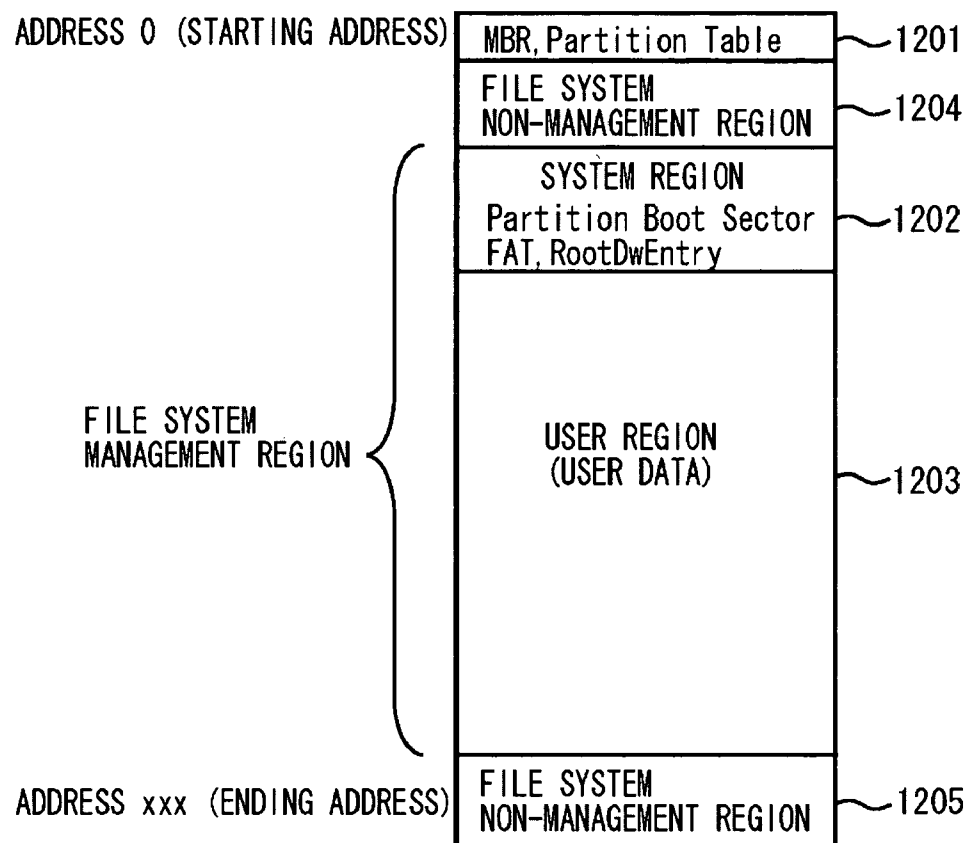 ADDRESS 0 (STARTING ADDRESS)
MBR,Partition Table
1201
FILE SYSTEM
NON-MANAGEMENT REGION
1204
SYSTEM REGION
Partition Boot Sector
FAT,RootDwEntry
1202
FILE SYSTEM
MANAGEMENT REGION
USER REGION
(USER DATA)
1203
ADDRESS xxx (ENDING ADDRESS)
FILE SYSTEM
NON-MANAGEMENT REGION
1205